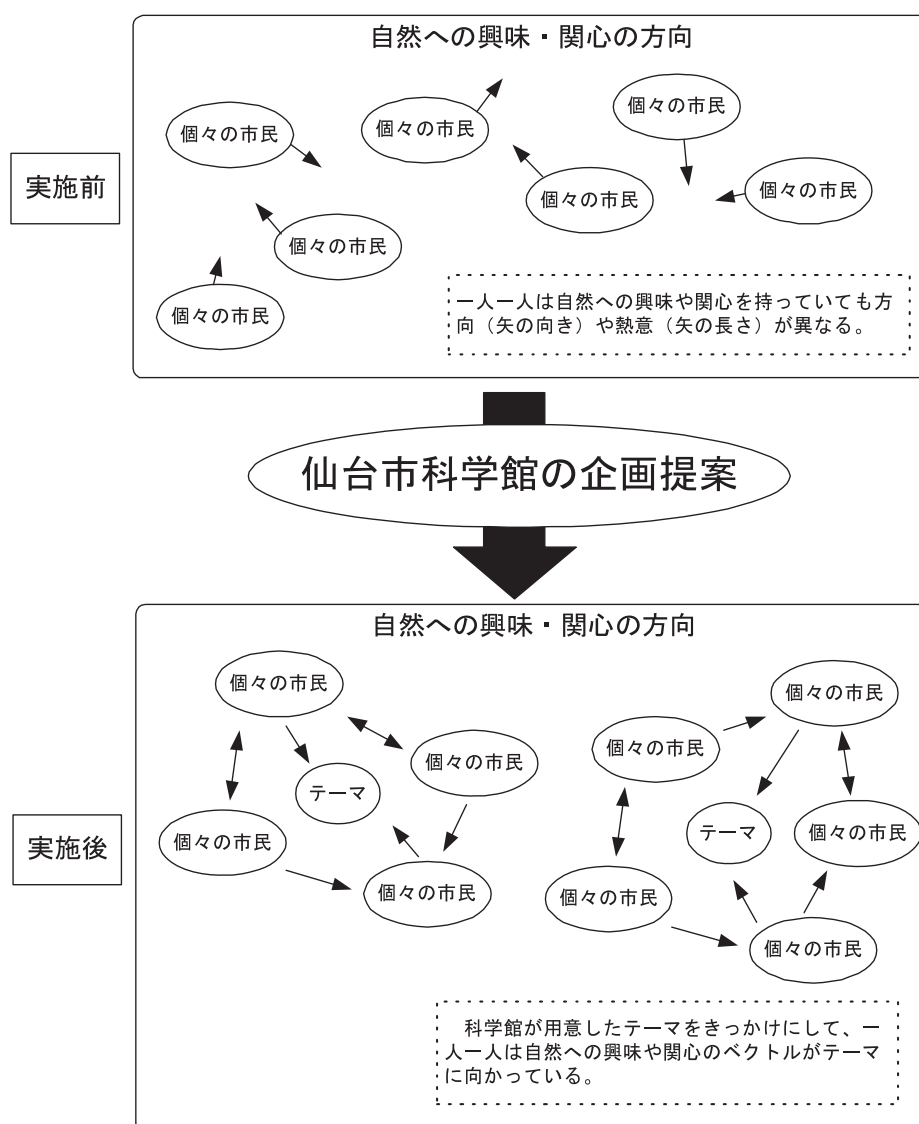 自然への興味・関心の方向
個々の市民
個々の市民
個々の市民
実施前
個々の市民
個々の市民
個々の市民
個々の市民
一人一人は自然への興味や関心を持っていても方
向（矢の向き）や熱意（矢の長さ）が異なる。
仙台市科学館の企画提案
自然への興味・関心の方向
個々の市民
個々の市民
個々の市民
個々の市民
テーマ
実施後
個々の市民
テーマ
個々の市民
個々の市民
個々の市民
個々の市民
科学館が用意したテーマをきっかけにして、一
人一人は自然への興味や関心のベクトルがテーマ
に向かっている。